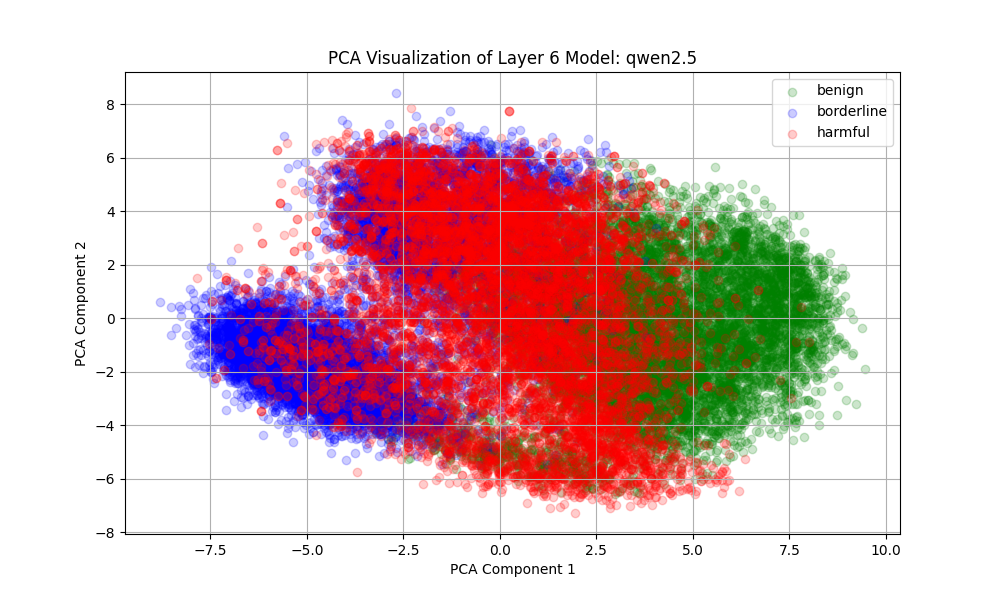 PCA Visualization of Layer 6 Model: qwen2.5
benign
borderline
harmful
8
6
4
2
0
−2
−4
−6
−8
PCA Component 2
−7.5 −5.0 −2.5 0.0 2.5 5.0 7.5 10.0
PCA Component 1